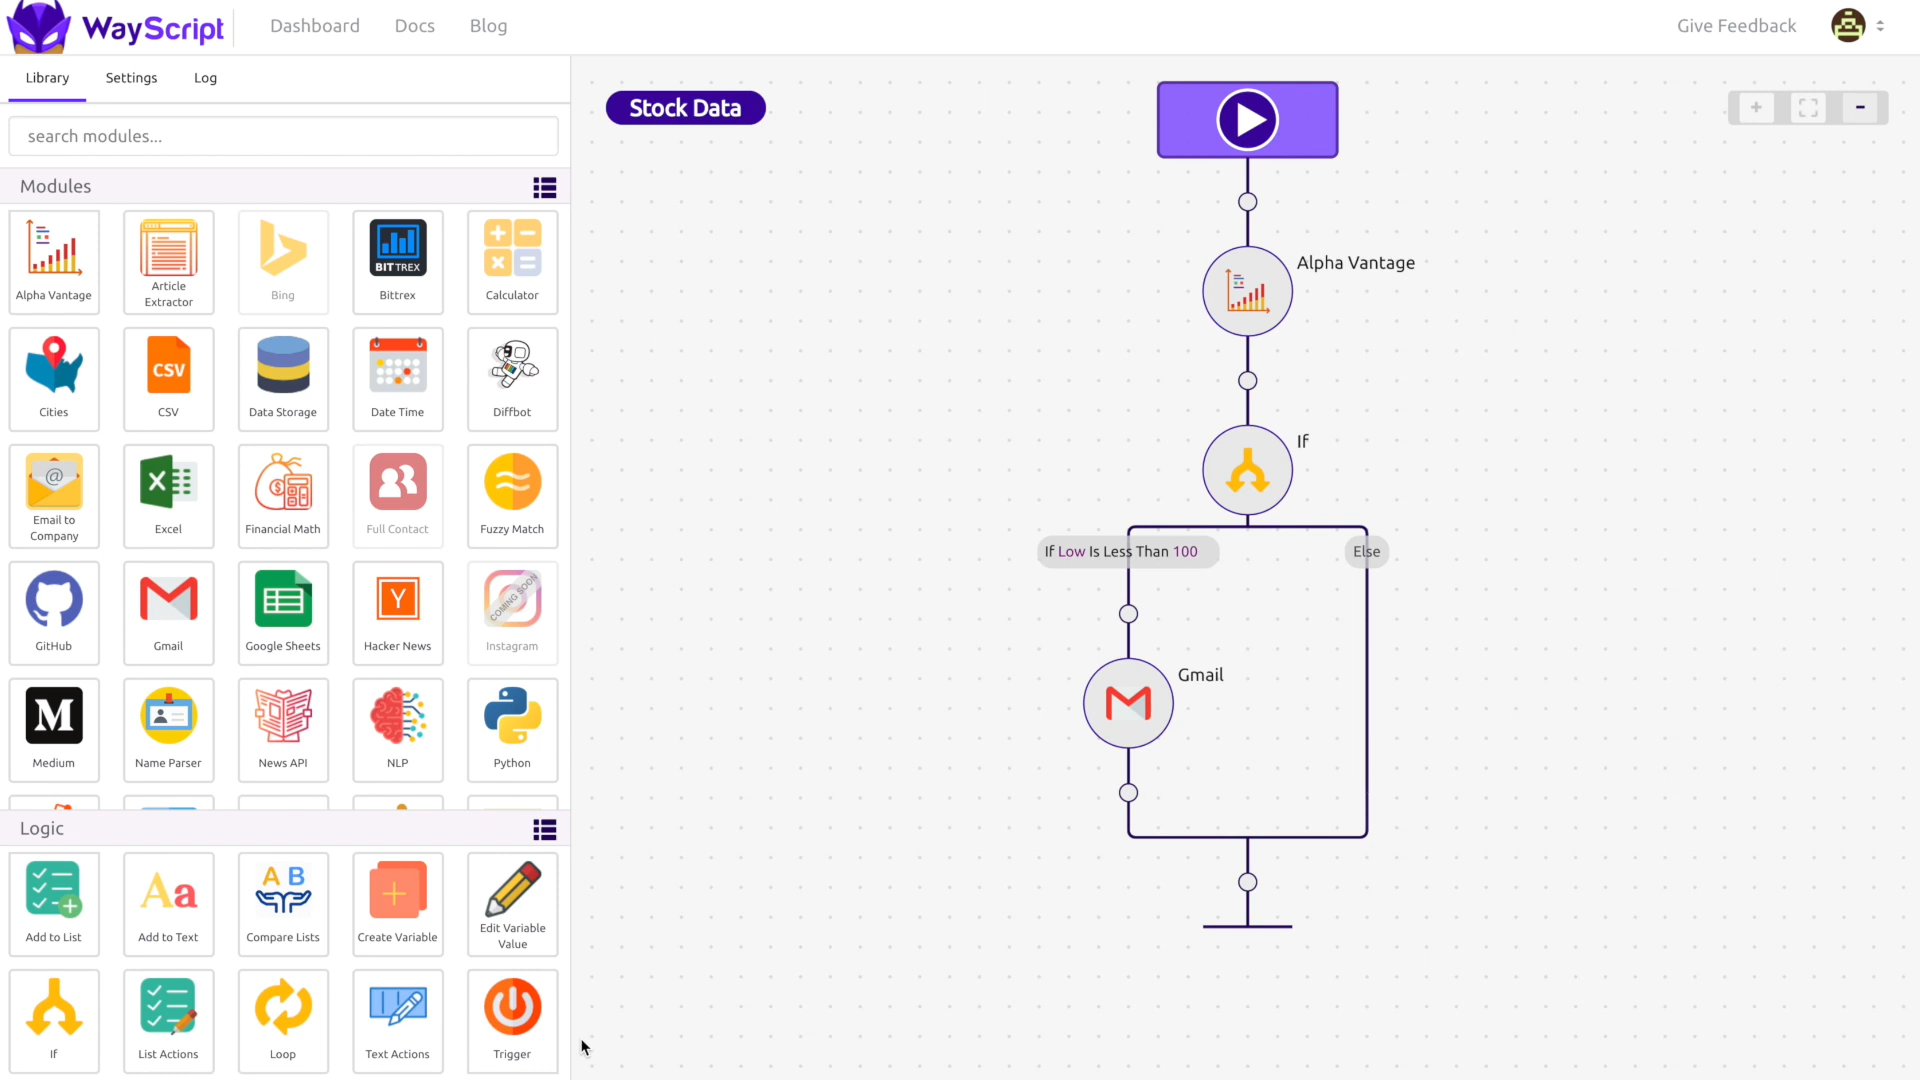 WayScript
Dashboard
Docs
Blog
Give Feedback
Library
Settings
Log
Stock Data
search modules...
Modules
Alpha Vantage
Article
Extractor
Bing
BITTREX
Bittrex
Calculator
Cities
CSV
CSV
Data Storage
Date Time
Diffbot
@
Email to
Company
X
Excel
$
Financial Math
Full Contact
Fuzzy Match
GitHub
Gmail
Google Sheets
Y
Hacker News
COMING SOON
Instagram
M
Medium
Name Parser
News API
NLP
Python
Logic
Add to List
Aa
Add to Text
A B
Compare Lists
Create Variable
Edit Variable
Value
If
List Actions
Loop
Text Actions
Trigger
Alpha Vantage
If
If Low Is Less Than 100
Else
Gmail